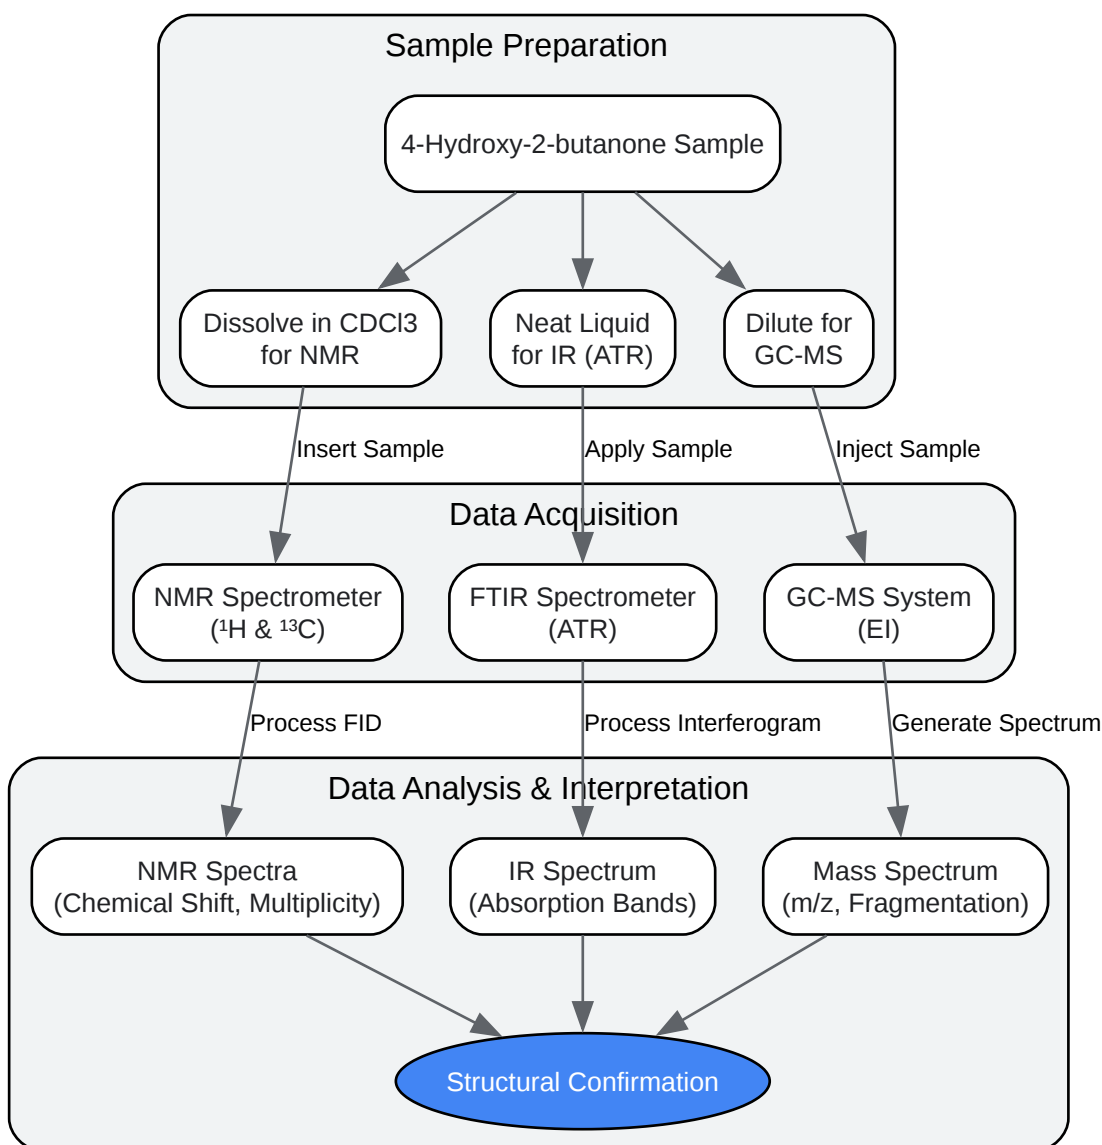 Sample Preparation
4-Hydroxy-2-butanone Sample
Dissolve in CDCl3
for NMR
Neat Liquid
for IR (ATR)
Dilute for
GC-MS
Insert Sample
Apply Sample
Inject Sample
Data Acquisition
NMR Spectrometer
(¹H & ¹³C)
FTIR Spectrometer
(ATR)
GC-MS System
(EI)
Process FID
Process Interferogram
Generate Spectrum
Data Analysis & Interpretation
NMR Spectra
(Chemical Shift, Multiplicity)
IR Spectrum
(Absorption Bands)
Mass Spectrum
(m/z, Fragmentation)
Structural Confirmation